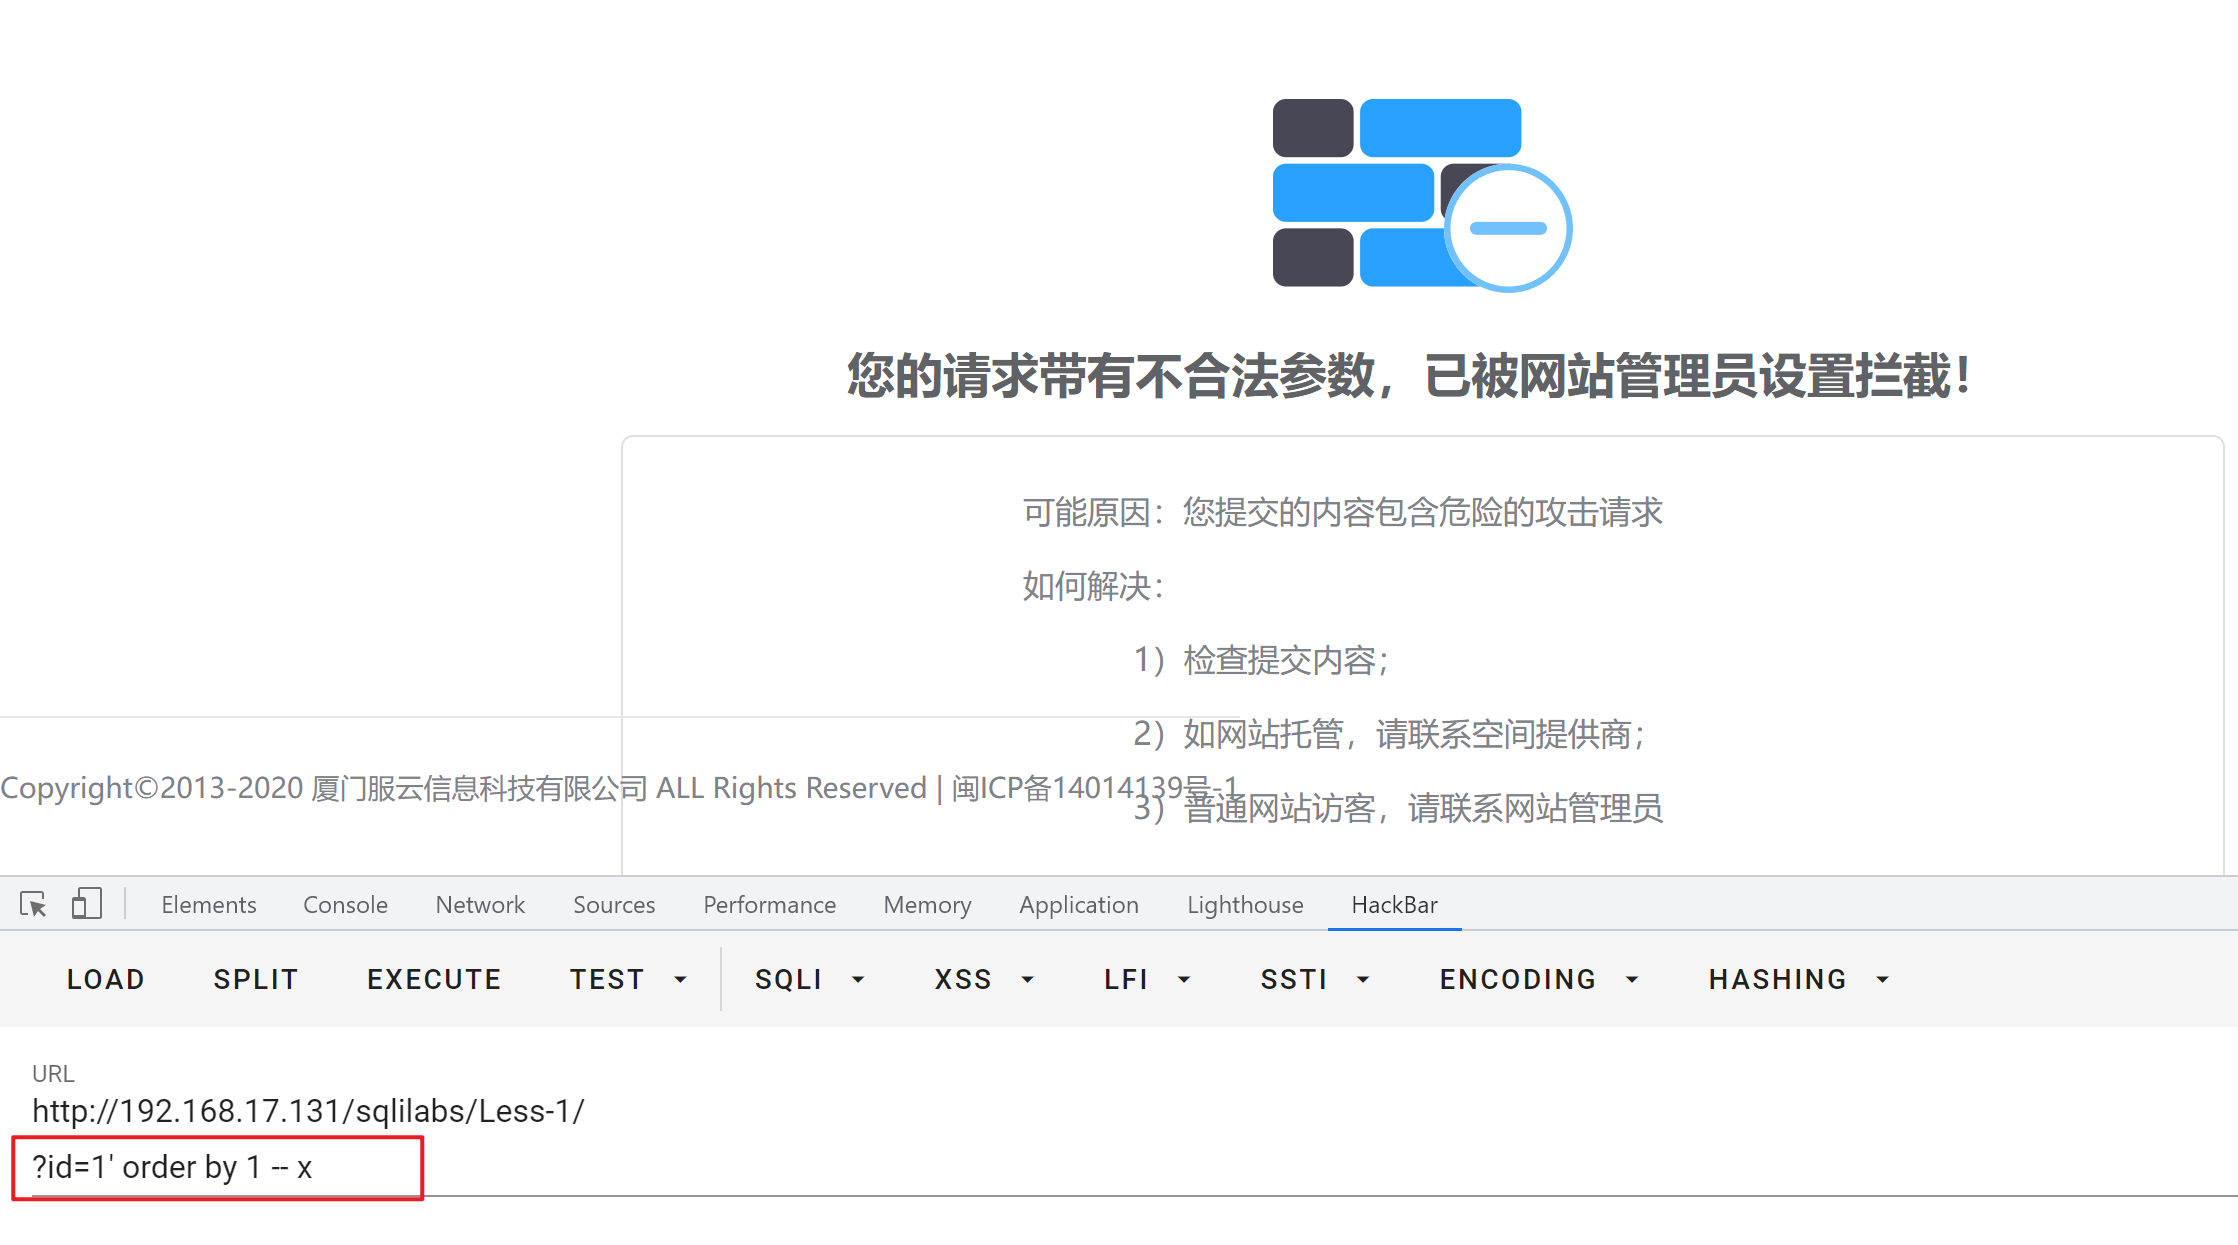 您的请求带有不合法参数，已被网站管理员设置拦截！
可能原因：您提交的内容包含危险的攻击请求
如何解决：
1）检查提交内容；
2）如网站托管，请联系空间提供商；
Copyright©2013-2020 厦门服云信息科技有限公司 ALL Rights Reserved | 闽ICP备14014139号-1
3）普通网站访客，请联系网站管理员
Elements Console Network Sources Performance Memory Application Lighthouse HackBar
LOAD SPLIT EXECUTE TEST SQLI XSS LFI SSTI ENCODING HASHING
URL
http://192.168.17.131/sqlilabs/Less-1/
?id=1' order by 1 -- x